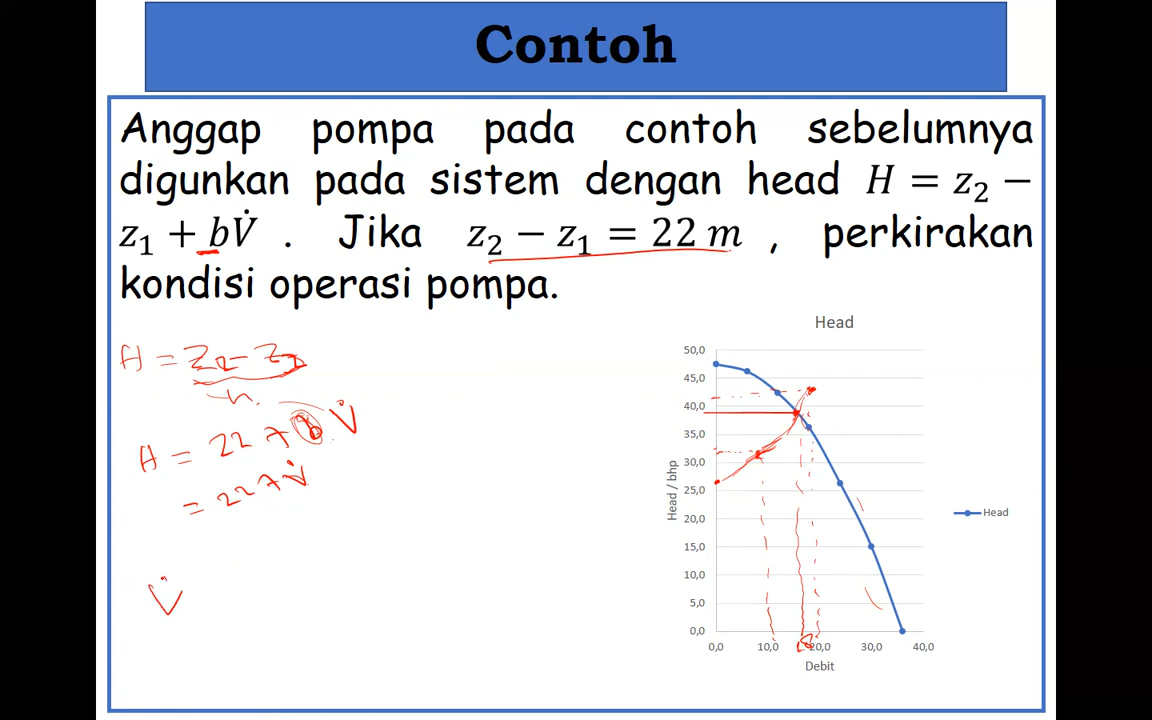 Contoh
Anggap pompa pada contoh sebelumnya
digunkan pada sistem dengan head H = z₂ −
z₁ + bV̇ . Jika z₂ − z₁ = 22 m , perkirakan
kondisi operasi pompa.
H = Z₂ - Z₁
h.
H = 22 + b V̇
= 22 + V̇
V̇
Head
50,0
45,0
40,0
35,0
30,0
25,0
20,0
15,0
10,0
5,0
0,0
Head / bhp
Head
0,0 10,0 20,0 30,0 40,0
Debit